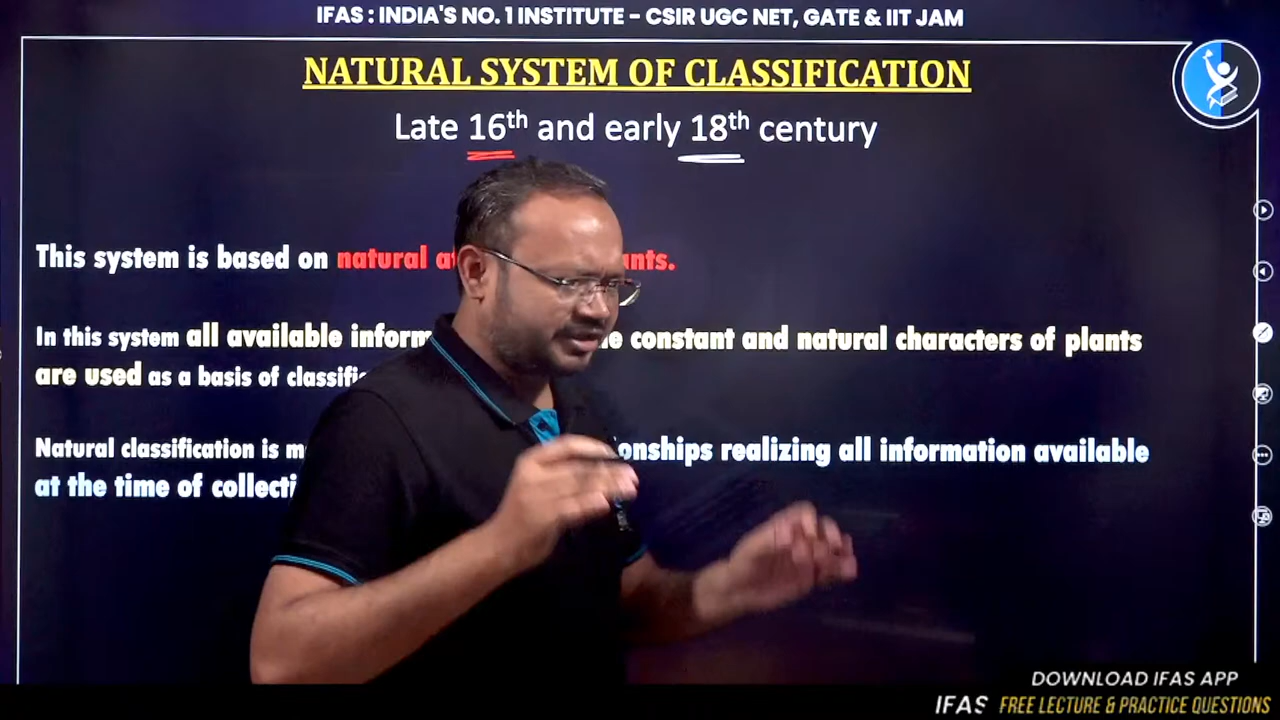 IFAS : INDIA'S NO. 1 INSTITUTE – CSIR UGC NET, GATE & IIT JAM
NATURAL SYSTEM OF CLASSIFICATION
Late 16th and early 18th century
This system is based on natural
In this system all available constant and natural characters of plants
are used as a basis of
Natural classification is realizing all information available
at the time of
DOWNLOAD IFAS APP
IFAS FREE LECTURE & PRACTICE QUESTIONS